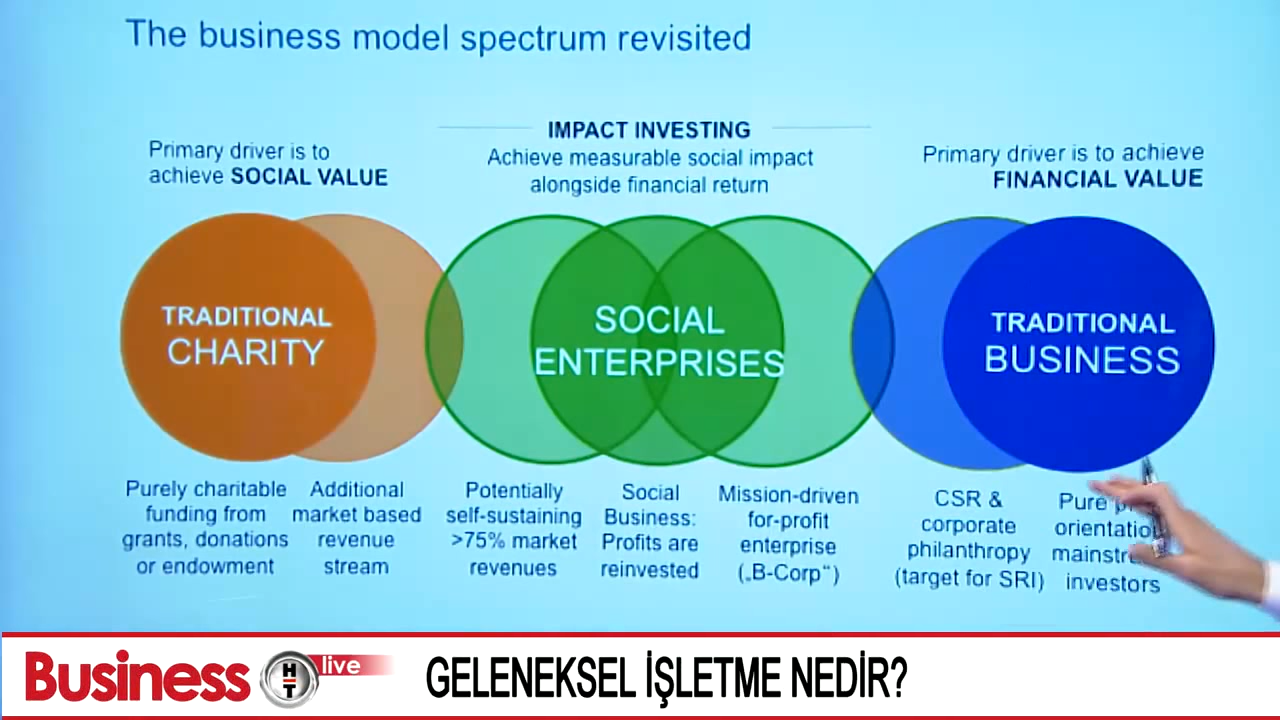 The business model spectrum revisited
IMPACT INVESTING
Achieve measurable social impact
alongside financial return
Primary driver is to
achieve SOCIAL VALUE
Primary driver is to achieve
FINANCIAL VALUE
TRADITIONAL
CHARITY
SOCIAL
ENTERPRISES
TRADITIONAL
BUSINESS
Purely charitable
funding from
grants, donations
or endowment
Additional
market based
revenue
stream
Potentially
self-sustaining
>75% market
revenues
Social
Business:
Profits are
reinvested
Mission-driven
for-profit
enterprise
(„B-Corp“)
CSR &
corporate
philanthropy
(target for SRI)
Pure
investors
Business
HT
live
GELENEKSEL İŞLETME NEDİR?